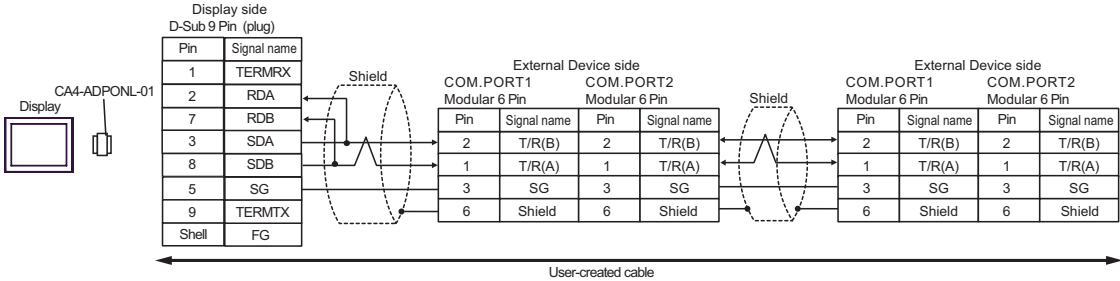 Display side
D-Sub 9 Pin (plug)
Pin Signal name
1 TERMRX
2 RDA
7 RDB
3 SDA
8 SDB
5 SG
9 TERMTX
Shell FG
CA4-ADPONL-01
Display
Shield
External Device side
COM.PORT1 COM.PORT2
Modular 6 Pin Modular 6 Pin
Pin Signal name Pin Signal name
2 T/R(B) 2 T/R(B)
1 T/R(A) 1 T/R(A)
3 SG 3 SG
6 Shield 6 Shield
Shield
External Device side
COM.PORT1 COM.PORT2
Modular 6 Pin Modular 6 Pin
Pin Signal name Pin Signal name
2 T/R(B) 2 T/R(B)
1 T/R(A) 1 T/R(A)
3 SG 3 SG
6 Shield 6 Shield
User-created cable